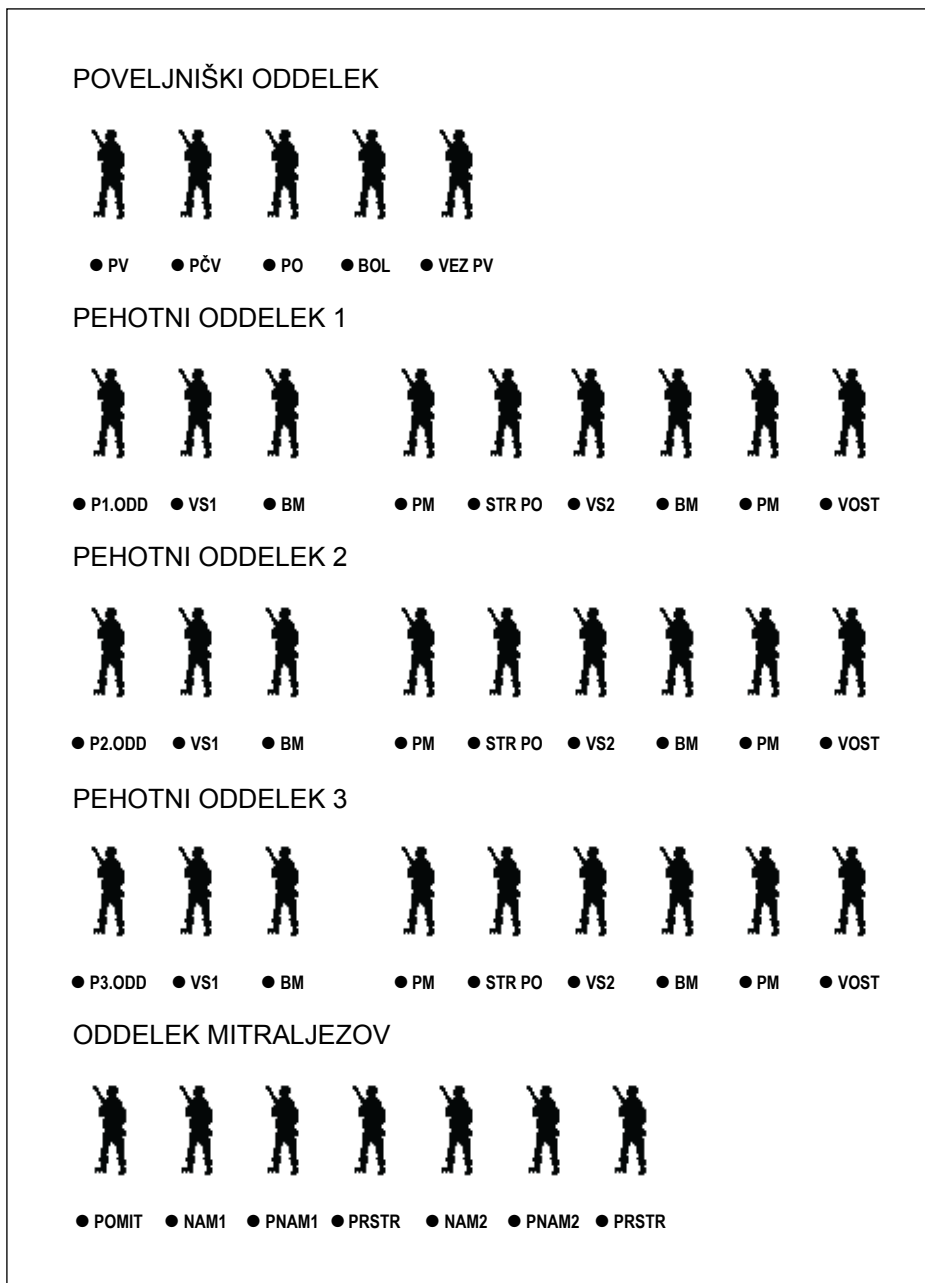 POVELJNIŠKI ODDELEK
● PV ● PČV ● PO ● BOL ● VEZ PV
PEHOTNI ODDELEK 1
● P1.ODD ● VS1 ● BM ● PM ● STR PO ● VS2 ● BM ● PM ● VOST
PEHOTNI ODDELEK 2
● P2.ODD ● VS1 ● BM ● PM ● STR PO ● VS2 ● BM ● PM ● VOST
PEHOTNI ODDELEK 3
● P3.ODD ● VS1 ● BM ● PM ● STR PO ● VS2 ● BM ● PM ● VOST
ODDELEK MITRALJEZOV
● POMIT ● NAM1 ● PNAM1 ● PRSTR ● NAM2 ● PNAM2 ● PRSTR